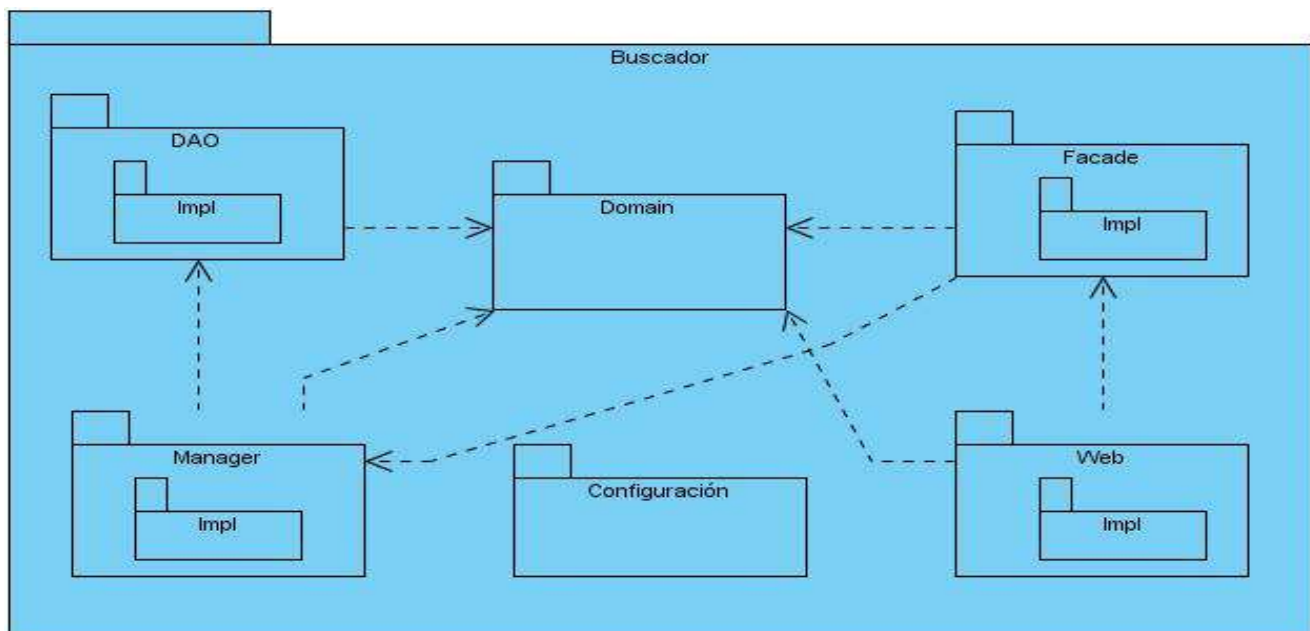 Buscador
DAO
Impl
Domain
Facade
Impl
Manager
Impl
Configuración
Web
Impl